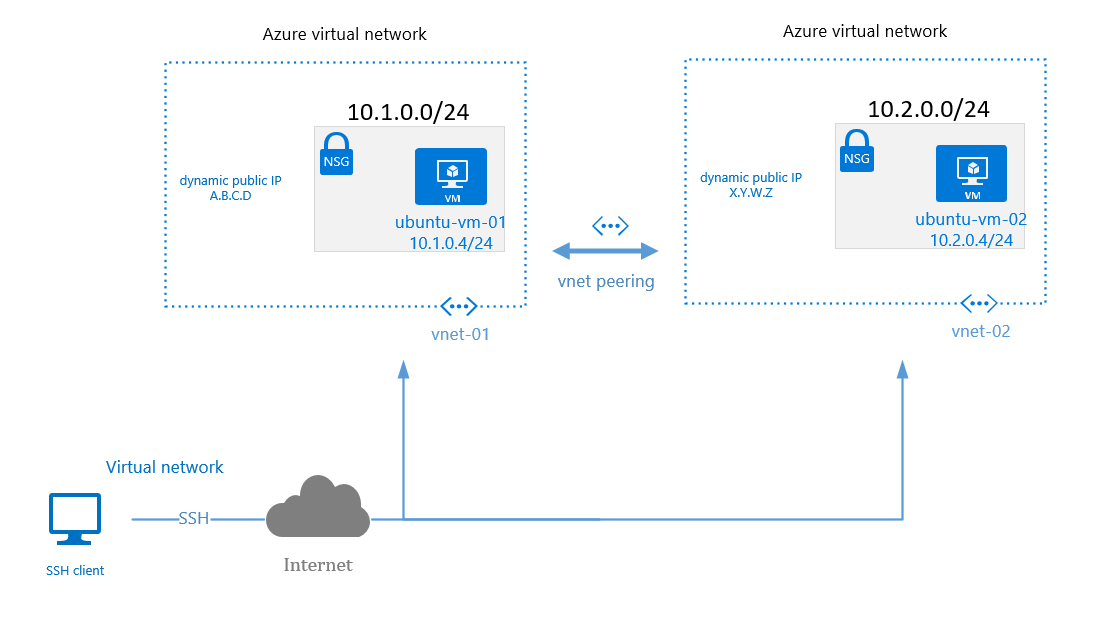 Azure virtual network
Azure virtual network
10.1.0.0/24
NSG
dynamic public IP
A.B.C.D
VM
ubuntu-vm-01
10.1.0.4/24
vnet-01
vnet peering
10.2.0.0/24
NSG
dynamic public IP
X.Y.W.Z
VM
ubuntu-vm-02
10.2.0.4/24
vnet-02
Virtual network
SSH
SSH client
Internet